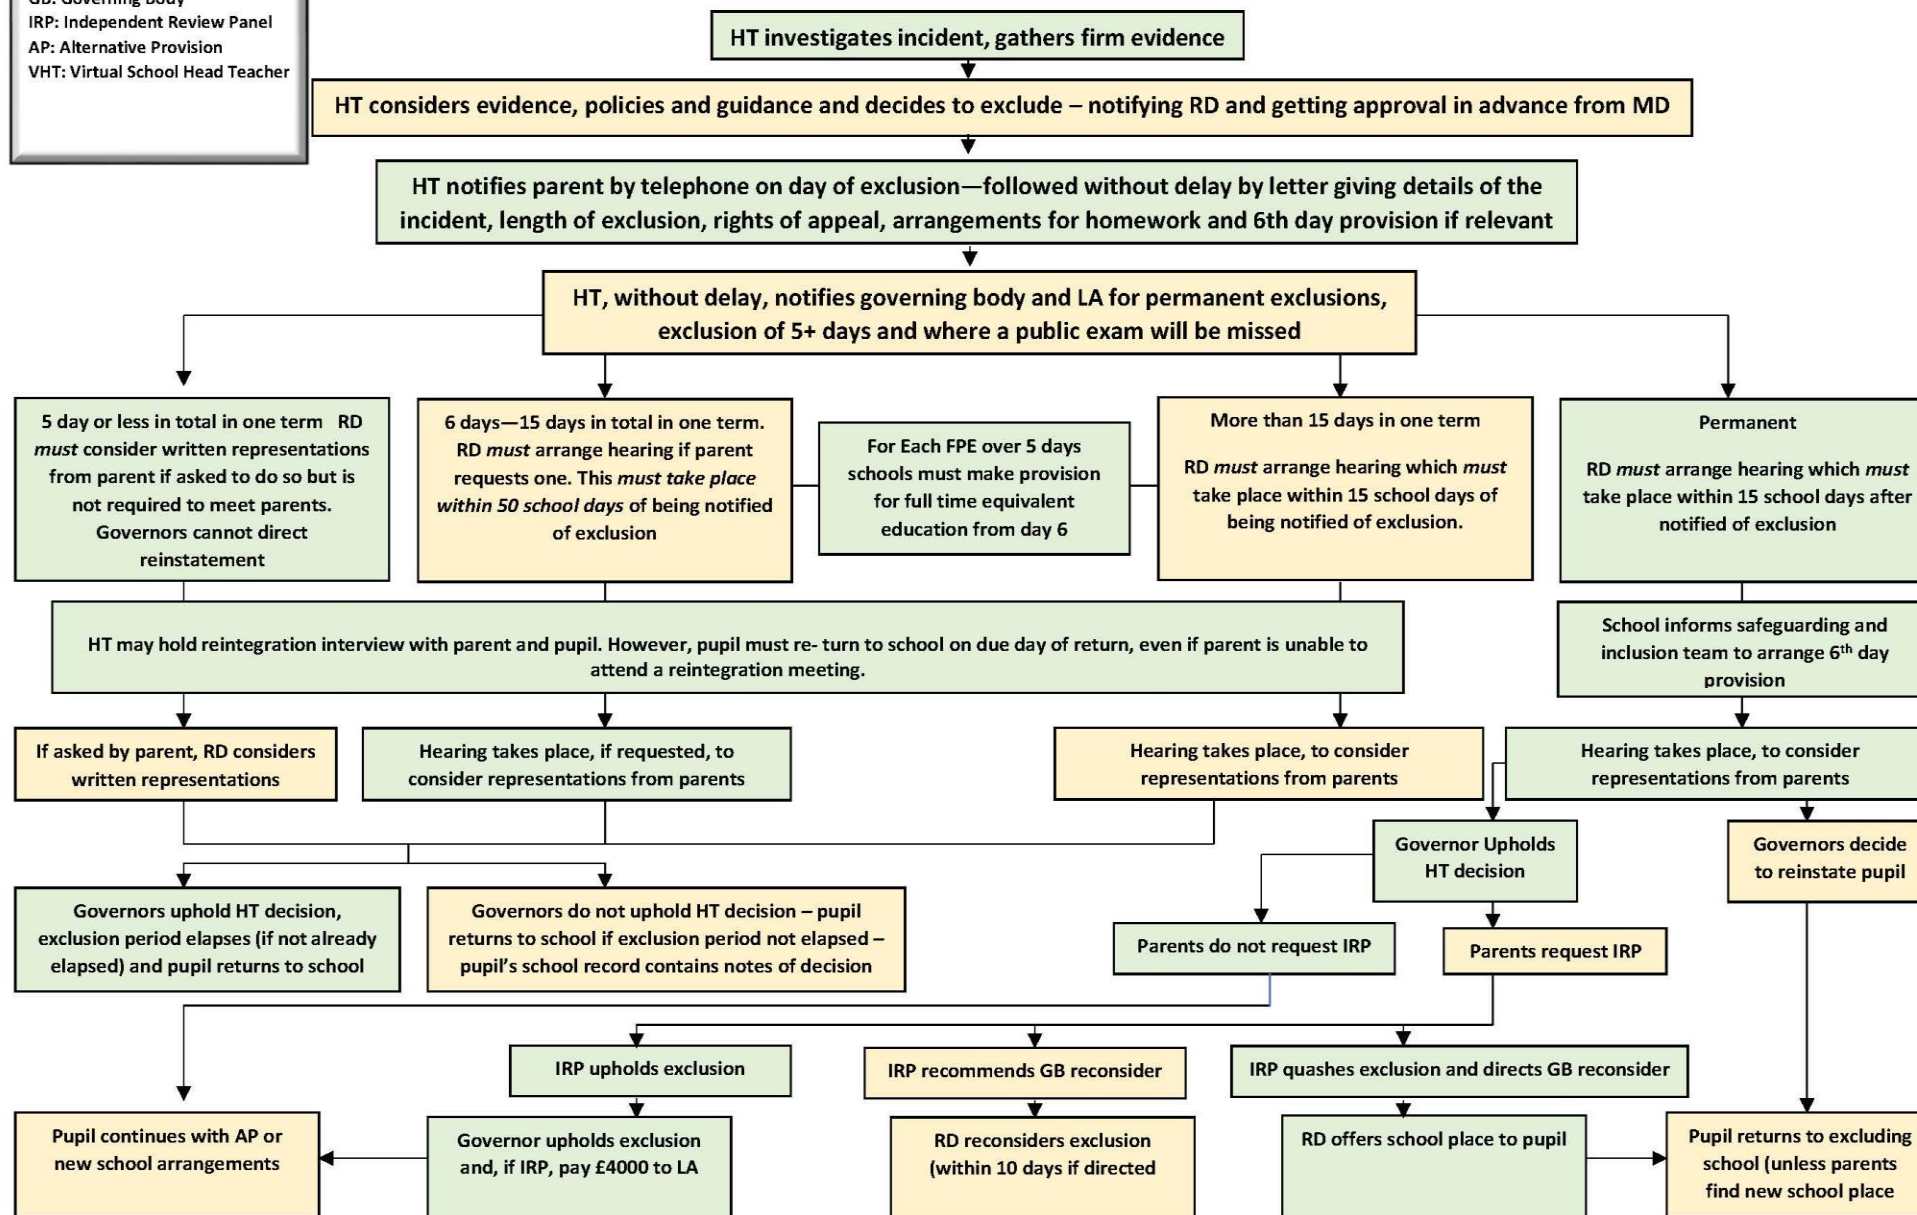 GB: Governing Body
IRP: Independent Review Panel
AP: Alternative Provision
VHT: Virtual School Head Teacher
HT investigates incident, gathers firm evidence
HT considers evidence, policies and guidance and decides to exclude – notifying RD and getting approval in advance from MD
HT notifies parent by telephone on day of exclusion—followed without delay by letter giving details of the
incident, length of exclusion, rights of appeal, arrangements for homework and 6th day provision if relevant
HT, without delay, notifies governing body and LA for permanent exclusions,
exclusion of 5+ days and where a public exam will be missed
5 day or less in total in one term RD
must consider written representations
from parent if asked to do so but is
not required to meet parents.
Governors cannot direct
reinstatement
6 days—15 days in total in one term.
RD must arrange hearing if parent
requests one. This must take place
within 50 school days of being notified
of exclusion
For Each FPE over 5 days
schools must make provision
for full time equivalent
education from day 6
More than 15 days in one term
RD must arrange hearing which must
take place within 15 school days of
being notified of exclusion.
Permanent
RD must arrange hearing which must
take place within 15 school days after
notified of exclusion
HT may hold reintegration interview with parent and pupil. However, pupil must re- turn to school on due day of return, even if parent is unable to
attend a reintegration meeting.
School informs safeguarding and
inclusion team to arrange 6th day
provision
If asked by parent, RD considers
written representations
Hearing takes place, if requested, to
consider representations from parents
Hearing takes place, to consider
representations from parents
Hearing takes place, to consider
representations from parents
Governor Upholds
HT decision
Governors decide
to reinstate pupil
Governors uphold HT decision,
exclusion period elapses (if not already
elapsed) and pupil returns to school
Governors do not uphold HT decision – pupil
returns to school if exclusion period not elapsed –
pupil's school record contains notes of decision
Parents do not request IRP
Parents request IRP
IRP upholds exclusion
IRP recommends GB reconsider
IRP quashes exclusion and directs GB reconsider
Pupil continues with AP or
new school arrangements
Governor upholds exclusion
and, if IRP, pay £4000 to LA
RD reconsiders exclusion
(within 10 days if directed
RD offers school place to pupil
Pupil returns to excluding
school (unless parents
find new school place